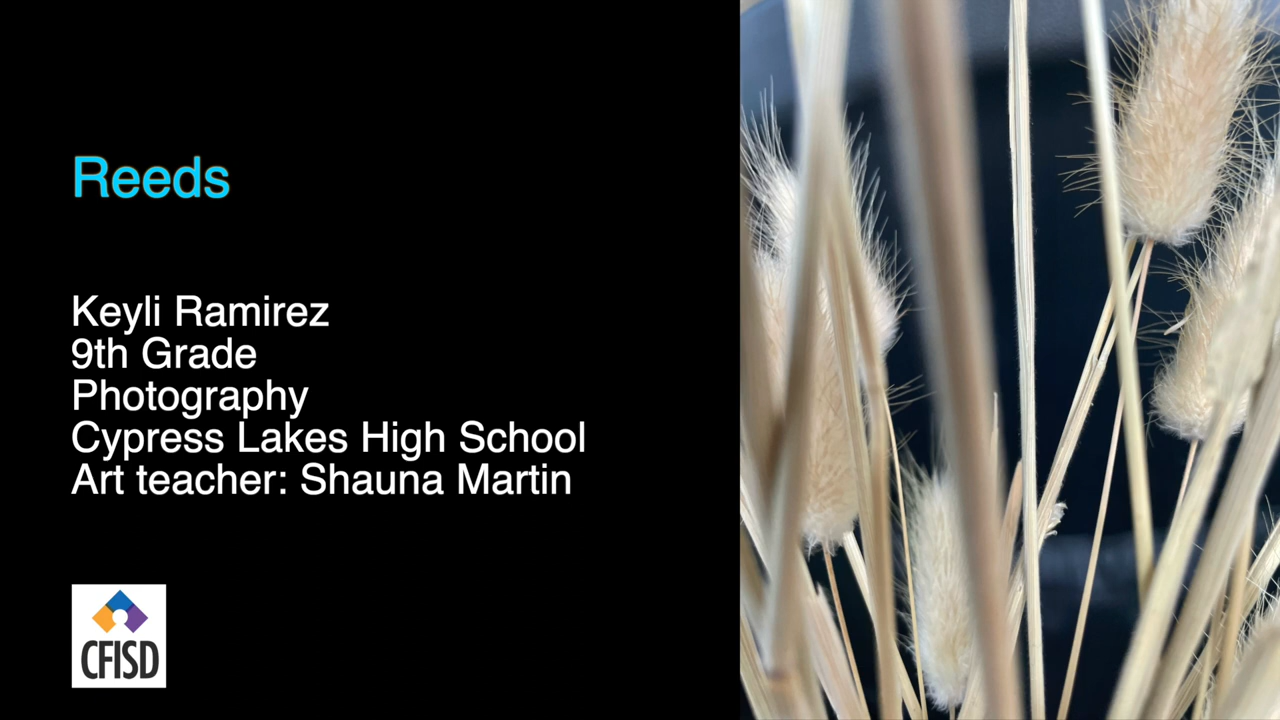 Reeds
Keyli Ramirez
9th Grade
Photography
Cypress Lakes High School
Art teacher: Shauna Martin
CFISD